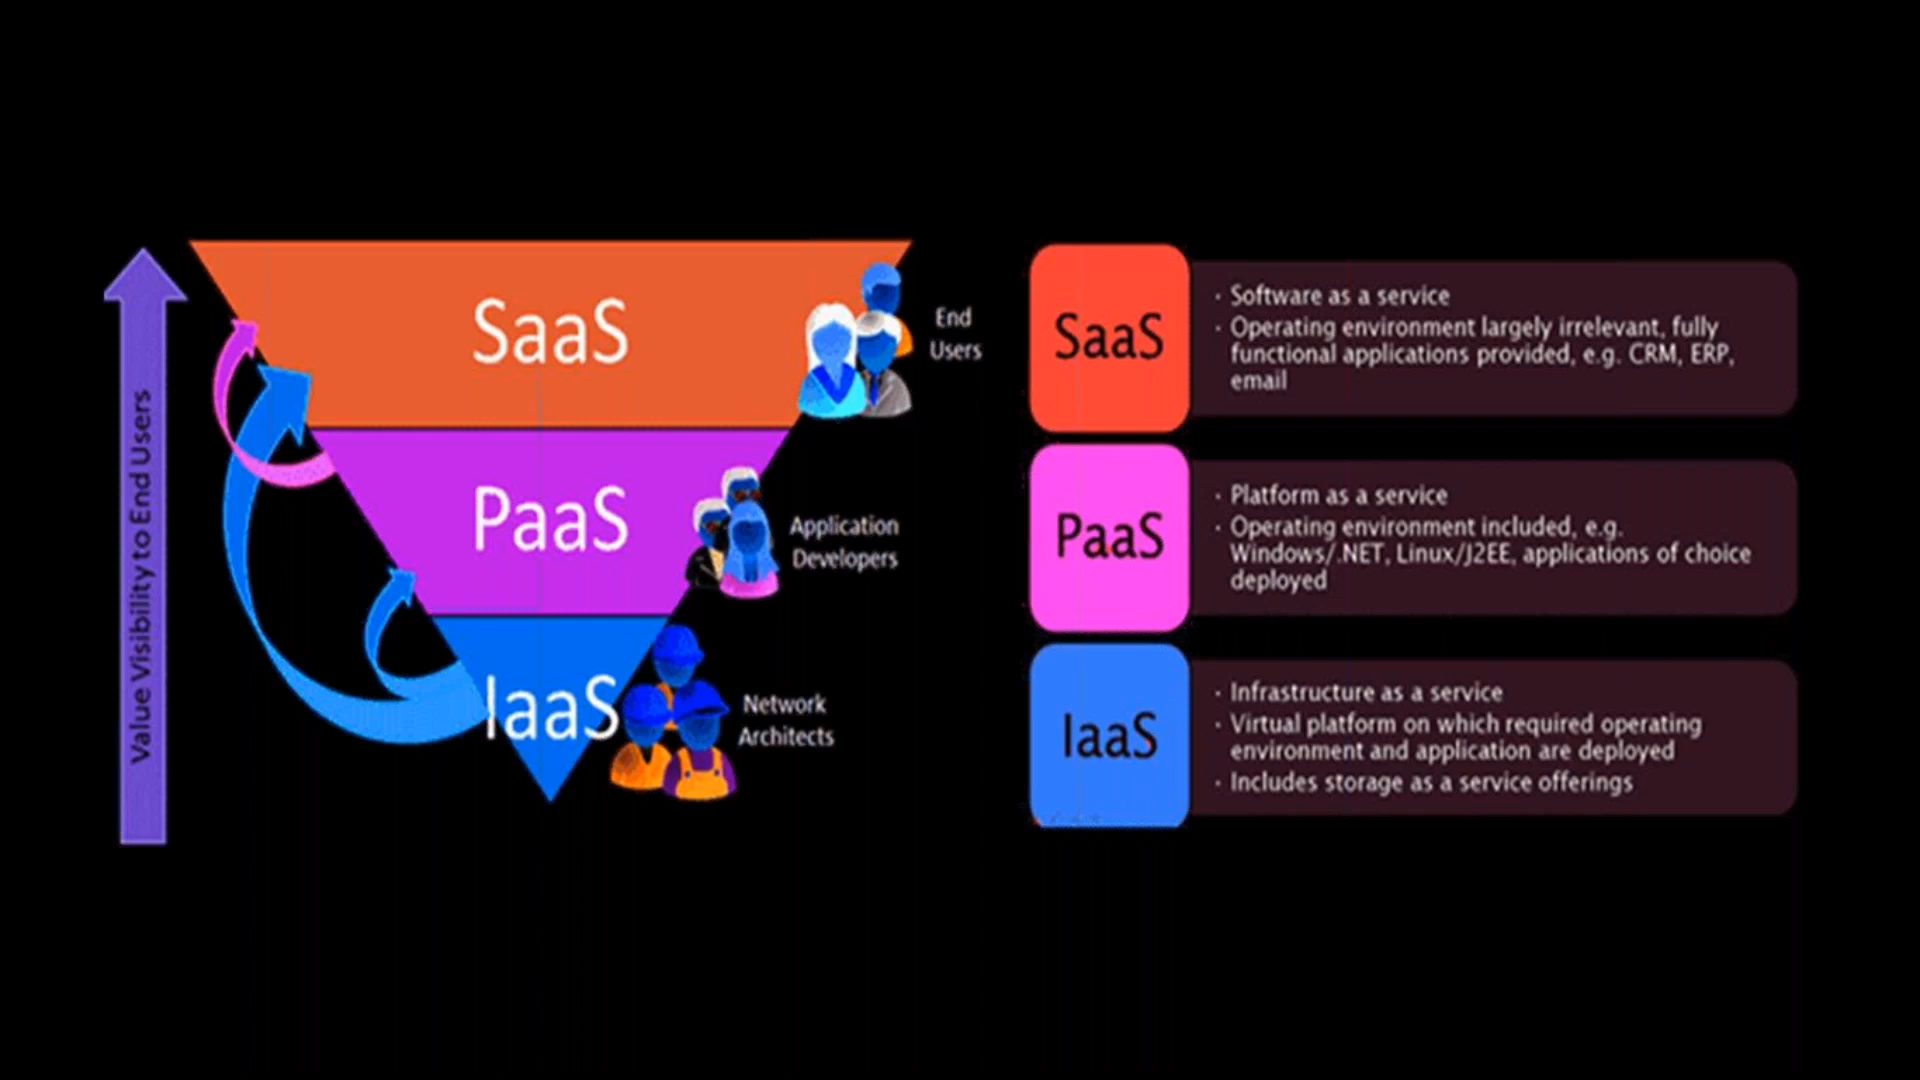 Value Visibility to End Users
SaaS
End
Users
PaaS
Application
Developers
IaaS
Network
Architects
SaaS
· Software as a service
· Operating environment largely irrelevant, fully
functional applications provided, e.g. CRM, ERP,
email
PaaS
· Platform as a service
· Operating environment included, e.g.
Windows/.NET, Linux/J2EE, applications of choice
deployed
IaaS
· Infrastructure as a service
· Virtual platform on which required operating
environment and application are deployed
· Includes storage as a service offerings